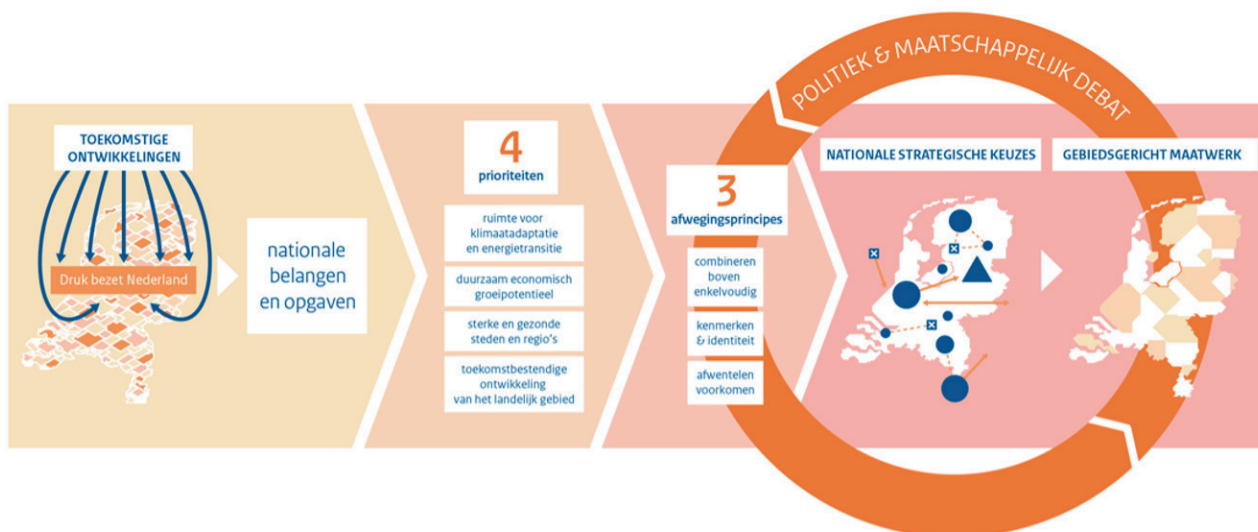 POLITIEK & MAATSCHAPPELIJK DEBAT
TOEKOMSTIGE
ONTWIKKELINGEN
Druk bezet Nederland
nationale
belangen
en opgaven
4
prioriteiten
ruimte voor
klimaatadaptatie
en energietransitie
duurzaam economisch
groeipotentieel
sterke en gezonde
steden en regio's
toekomstbestendige
ontwikkeling
van het landelijk gebied
3
afwegingsprincipes
combineren
boven
enkelvoudig
kenmerken
& identiteit
afwentelen
voorkomen
NATIONALE STRATEGISCHE KEUZES
GEBIEDSGERICHT MAATWERK